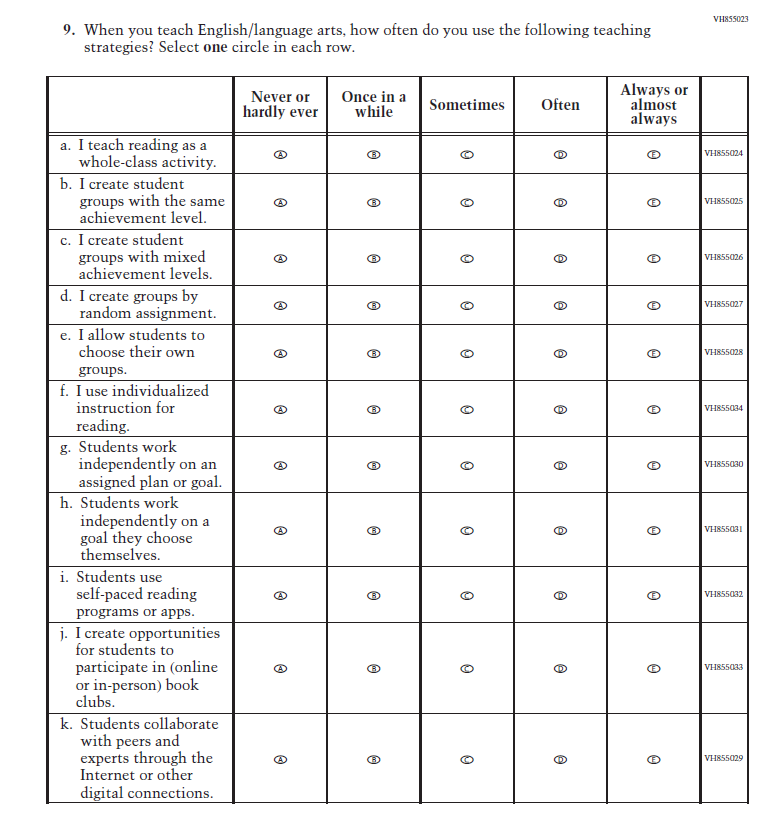 VH855023
9. When you teach English/language arts, how often do you use the following teaching
strategies? Select one circle in each row.
Never or
hardly ever
Once in a
while
Sometimes
Often
Always or
almost
always
a. I teach reading as a
whole-class activity.
A B C D E VH855024
b. I create student
groups with the same
achievement level.
A B C D E VH855025
c. I create student
groups with mixed
achievement levels.
A B C D E VH855026
d. I create groups by
random assignment.
A B C D E VH855027
e. I allow students to
choose their own
groups.
A B C D E VH855028
f. I use individualized
instruction for
reading.
A B C D E VH855034
g. Students work
independently on an
assigned plan or goal.
A B C D E VH855030
h. Students work
independently on a
goal they choose
themselves.
A B C D E VH855031
i. Students use
self-paced reading
programs or apps.
A B C D E VH855032
j. I create opportunities
for students to
participate in (online
or in-person) book
clubs.
A B C D E VH855033
k. Students collaborate
with peers and
experts through the
Internet or other
digital connections.
A B C D E VH855029